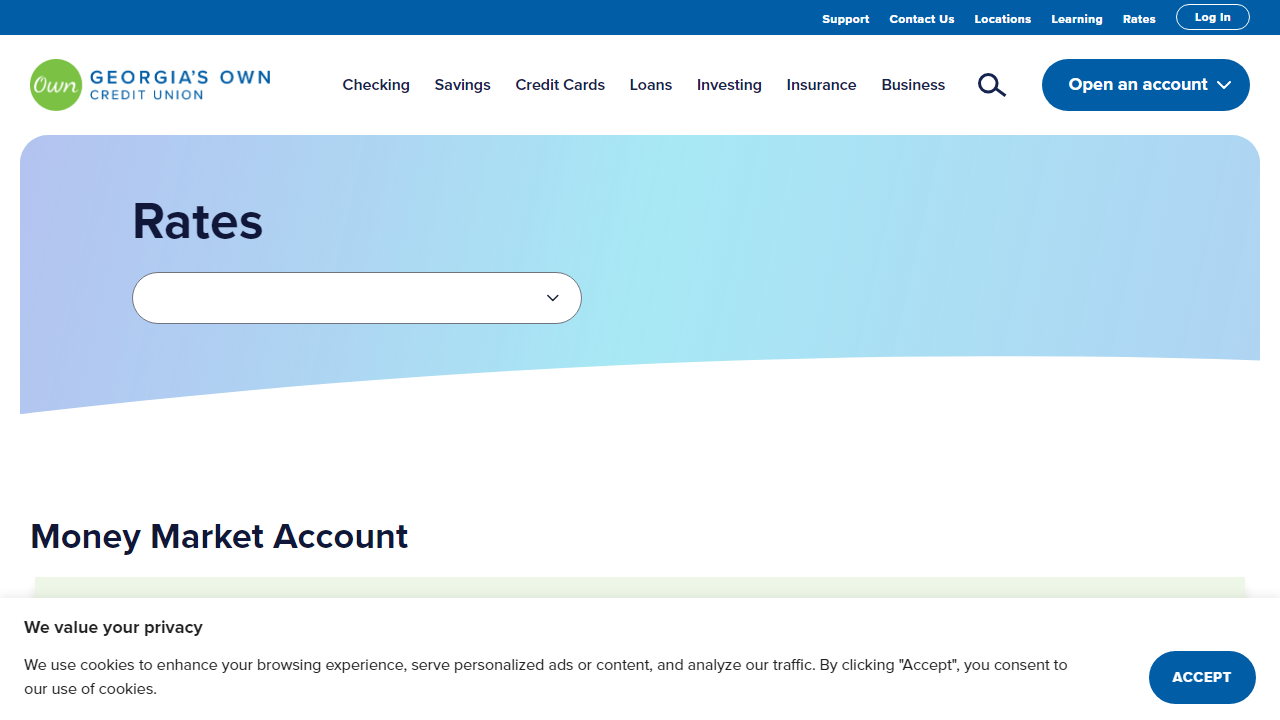 Support Contact Us Locations Learning Rates Log In
Own GEORGIA'S OWN
CREDIT UNION
Checking Savings Credit Cards Loans Investing Insurance Business Open an account
Rates
Money Market Account
We value your privacy
We use cookies to enhance your browsing experience, serve personalized ads or content, and analyze our traffic. By clicking "Accept", you consent to
our use of cookies.
ACCEPT